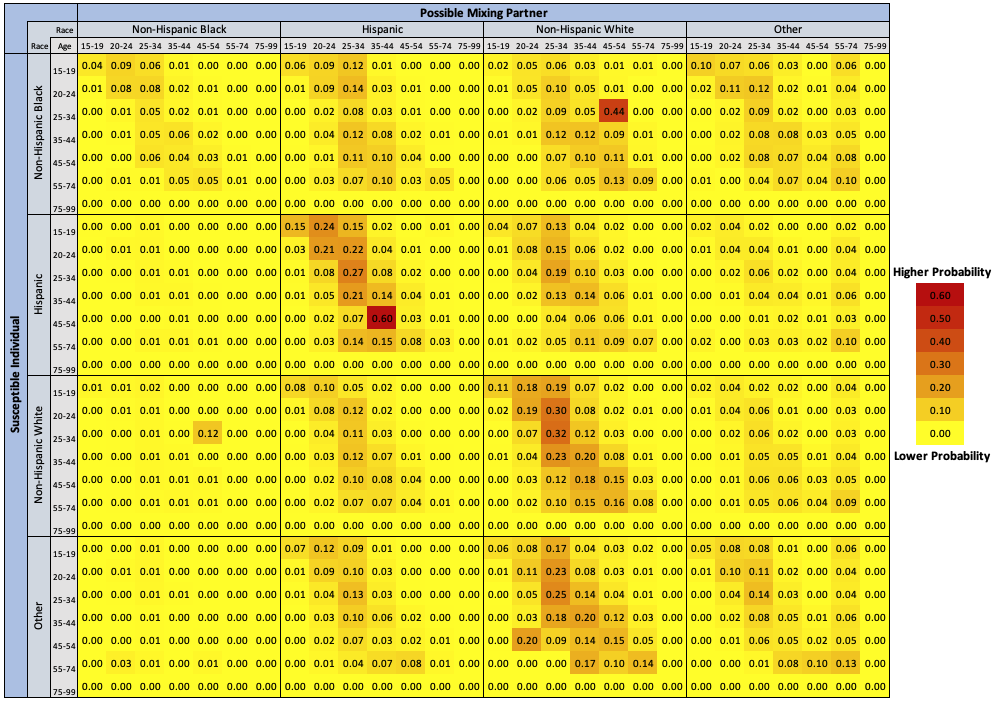 Possible Mixing Partner
Race Non-Hispanic Black Hispanic Non-Hispanic White Other
Race Age 15-19 20-24 25-34 35-44 45-54 55-74 75-99 15-19 20-24 25-34 35-44 45-54 55-74 75-99 15-19 20-24 25-34 35-44 45-54 55-74 75-99 15-19 20-24 25-34 35-44 45-54 55-74 75-99
Susceptible Individual
Non-Hispanic Black
15-19 0.04 0.09 0.06 0.01 0.00 0.00 0.00 0.06 0.09 0.12 0.01 0.00 0.00 0.00 0.02 0.05 0.06 0.03 0.01 0.01 0.00 0.10 0.07 0.06 0.03 0.00 0.06 0.00
20-24 0.01 0.08 0.08 0.02 0.01 0.00 0.00 0.01 0.09 0.14 0.03 0.01 0.00 0.00 0.01 0.05 0.10 0.05 0.01 0.00 0.00 0.02 0.11 0.12 0.02 0.01 0.04 0.00
25-34 0.00 0.01 0.05 0.02 0.01 0.00 0.00 0.00 0.02 0.08 0.03 0.01 0.00 0.00 0.00 0.02 0.09 0.05 0.44 0.00 0.00 0.00 0.02 0.09 0.02 0.01 0.03 0.00
35-44 0.00 0.01 0.05 0.06 0.02 0.00 0.00 0.00 0.04 0.12 0.08 0.02 0.01 0.00 0.00 0.01 0.12 0.12 0.09 0.01 0.00 0.00 0.02 0.08 0.08 0.03 0.05 0.00
45-54 0.00 0.00 0.06 0.04 0.03 0.01 0.00 0.00 0.01 0.11 0.10 0.04 0.00 0.00 0.00 0.00 0.07 0.10 0.11 0.01 0.00 0.00 0.02 0.08 0.07 0.04 0.08 0.00
55-74 0.00 0.01 0.01 0.05 0.05 0.01 0.00 0.00 0.03 0.07 0.10 0.03 0.05 0.00 0.00 0.00 0.06 0.05 0.13 0.09 0.00 0.01 0.00 0.04 0.07 0.04 0.10 0.00
75-99 0.00 0.00 0.00 0.00 0.00 0.00 0.00 0.00 0.00 0.00 0.00 0.00 0.00 0.00 0.00 0.00 0.00 0.00 0.00 0.00 0.00 0.00 0.00 0.00 0.00 0.00 0.00 0.00
Hispanic
15-19 0.00 0.00 0.01 0.00 0.00 0.00 0.00 0.15 0.24 0.15 0.02 0.00 0.01 0.00 0.04 0.07 0.13 0.04 0.02 0.00 0.00 0.02 0.04 0.02 0.00 0.00 0.05 0.00
20-24 0.00 0.01 0.01 0.00 0.00 0.00 0.00 0.03 0.21 0.22 0.04 0.01 0.00 0.00 0.01 0.08 0.15 0.06 0.02 0.00 0.00 0.01 0.04 0.04 0.01 0.01 0.04 0.00
25-34 0.00 0.00 0.01 0.00 0.00 0.00 0.00 0.01 0.08 0.27 0.08 0.02 0.00 0.00 0.00 0.04 0.19 0.10 0.03 0.00 0.00 0.00 0.02 0.06 0.02 0.00 0.04 0.00
35-44 0.00 0.00 0.01 0.01 0.00 0.00 0.00 0.01 0.05 0.21 0.14 0.04 0.01 0.00 0.00 0.02 0.13 0.14 0.06 0.01 0.00 0.00 0.01 0.04 0.04 0.01 0.06 0.00
45-54 0.00 0.00 0.01 0.00 0.00 0.00 0.00 0.00 0.02 0.07 0.60 0.03 0.01 0.00 0.00 0.00 0.04 0.06 0.06 0.01 0.00 0.00 0.01 0.02 0.02 0.01 0.03 0.00
55-74 0.00 0.00 0.01 0.01 0.00 0.00 0.00 0.00 0.03 0.14 0.15 0.08 0.03 0.00 0.01 0.02 0.05 0.11 0.09 0.07 0.00 0.01 0.00 0.03 0.03 0.02 0.10 0.00
75-99 0.00 0.00 0.00 0.00 0.00 0.00 0.00 0.00 0.00 0.00 0.00 0.00 0.00 0.00 0.00 0.00 0.00 0.00 0.00 0.00 0.00 0.00 0.00 0.00 0.00 0.00 0.00 0.00
Non-Hispanic White
15-19 0.01 0.01 0.02 0.00 0.00 0.00 0.00 0.08 0.10 0.05 0.02 0.00 0.00 0.00 0.11 0.18 0.19 0.07 0.02 0.00 0.00 0.02 0.04 0.02 0.02 0.00 0.04 0.00
20-24 0.00 0.01 0.01 0.00 0.00 0.00 0.00 0.01 0.08 0.12 0.02 0.00 0.00 0.00 0.02 0.19 0.30 0.08 0.02 0.01 0.00 0.01 0.04 0.06 0.01 0.00 0.03 0.00
25-34 0.00 0.00 0.01 0.00 0.12 0.00 0.00 0.00 0.04 0.11 0.03 0.00 0.00 0.00 0.00 0.07 0.32 0.12 0.03 0.00 0.00 0.00 0.02 0.06 0.02 0.00 0.03 0.00
35-44 0.00 0.00 0.01 0.00 0.00 0.00 0.00 0.00 0.03 0.12 0.07 0.01 0.00 0.00 0.01 0.04 0.23 0.20 0.08 0.01 0.00 0.00 0.01 0.05 0.05 0.01 0.04 0.00
45-54 0.00 0.00 0.01 0.01 0.00 0.00 0.00 0.00 0.02 0.10 0.08 0.04 0.00 0.00 0.00 0.03 0.12 0.18 0.15 0.03 0.00 0.00 0.01 0.06 0.06 0.03 0.05 0.00
55-74 0.00 0.00 0.01 0.01 0.01 0.00 0.00 0.00 0.02 0.07 0.07 0.04 0.01 0.00 0.00 0.01 0.10 0.15 0.16 0.08 0.00 0.00 0.01 0.05 0.06 0.04 0.09 0.00
75-99 0.00 0.00 0.00 0.00 0.00 0.00 0.00 0.00 0.00 0.00 0.00 0.00 0.00 0.00 0.00 0.00 0.00 0.00 0.00 0.00 0.00 0.00 0.00 0.00 0.00 0.00 0.00 0.00
Other
15-19 0.00 0.00 0.01 0.00 0.00 0.00 0.00 0.07 0.12 0.09 0.01 0.00 0.00 0.00 0.06 0.08 0.17 0.04 0.03 0.02 0.00 0.05 0.08 0.08 0.01 0.00 0.06 0.00
20-24 0.00 0.01 0.01 0.00 0.00 0.00 0.00 0.01 0.09 0.10 0.03 0.00 0.00 0.00 0.01 0.11 0.23 0.08 0.03 0.00 0.00 0.01 0.10 0.11 0.02 0.00 0.04 0.00
25-34 0.00 0.00 0.01 0.00 0.00 0.00 0.00 0.01 0.04 0.13 0.03 0.00 0.00 0.00 0.00 0.05 0.25 0.14 0.04 0.01 0.00 0.00 0.04 0.14 0.03 0.01 0.04 0.00
35-44 0.00 0.00 0.01 0.00 0.00 0.00 0.00 0.00 0.03 0.10 0.06 0.02 0.00 0.00 0.00 0.03 0.18 0.20 0.12 0.03 0.00 0.00 0.02 0.08 0.05 0.01 0.06 0.00
45-54 0.00 0.00 0.01 0.00 0.00 0.00 0.00 0.00 0.02 0.07 0.03 0.02 0.01 0.00 0.00 0.20 0.09 0.14 0.15 0.05 0.00 0.00 0.01 0.06 0.05 0.02 0.05 0.00
55-74 0.00 0.03 0.01 0.00 0.00 0.00 0.00 0.00 0.01 0.04 0.07 0.08 0.01 0.00 0.00 0.00 0.00 0.17 0.10 0.14 0.00 0.00 0.00 0.01 0.08 0.10 0.13 0.00
75-99 0.00 0.00 0.00 0.00 0.00 0.00 0.00 0.00 0.00 0.00 0.00 0.00 0.00 0.00 0.00 0.00 0.00 0.00 0.00 0.00 0.00 0.00 0.00 0.00 0.00 0.00 0.00 0.00
Higher Probability
0.60
0.50
0.40
0.30
0.20
0.10
0.00
Lower Probability